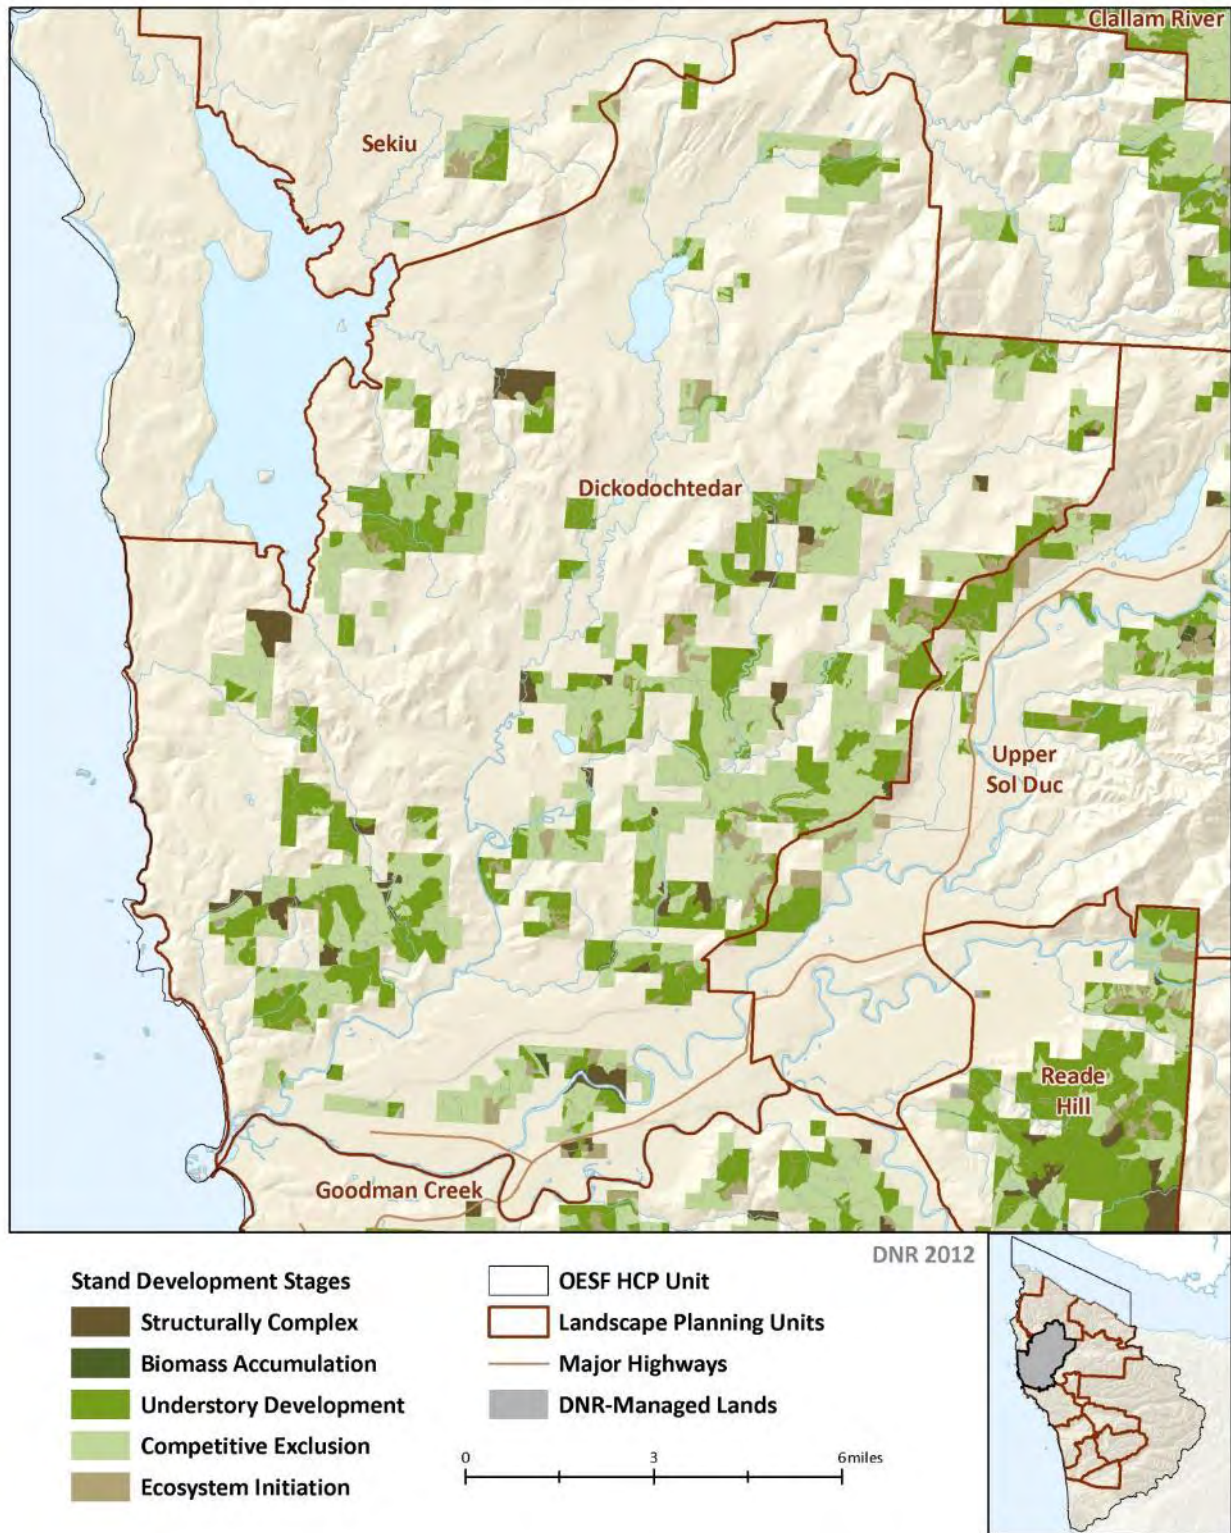 Clallam River
Sekiu
Dickodochtedar
Upper
Sol Duc
Reade
Hill
Goodman Creek
DNR 2012
Stand Development Stages
Structurally Complex
Biomass Accumulation
Understory Development
Competitive Exclusion
Ecosystem Initiation
OESF HCP Unit
Landscape Planning Units
Major Highways
DNR-Managed Lands
0 3 6 miles